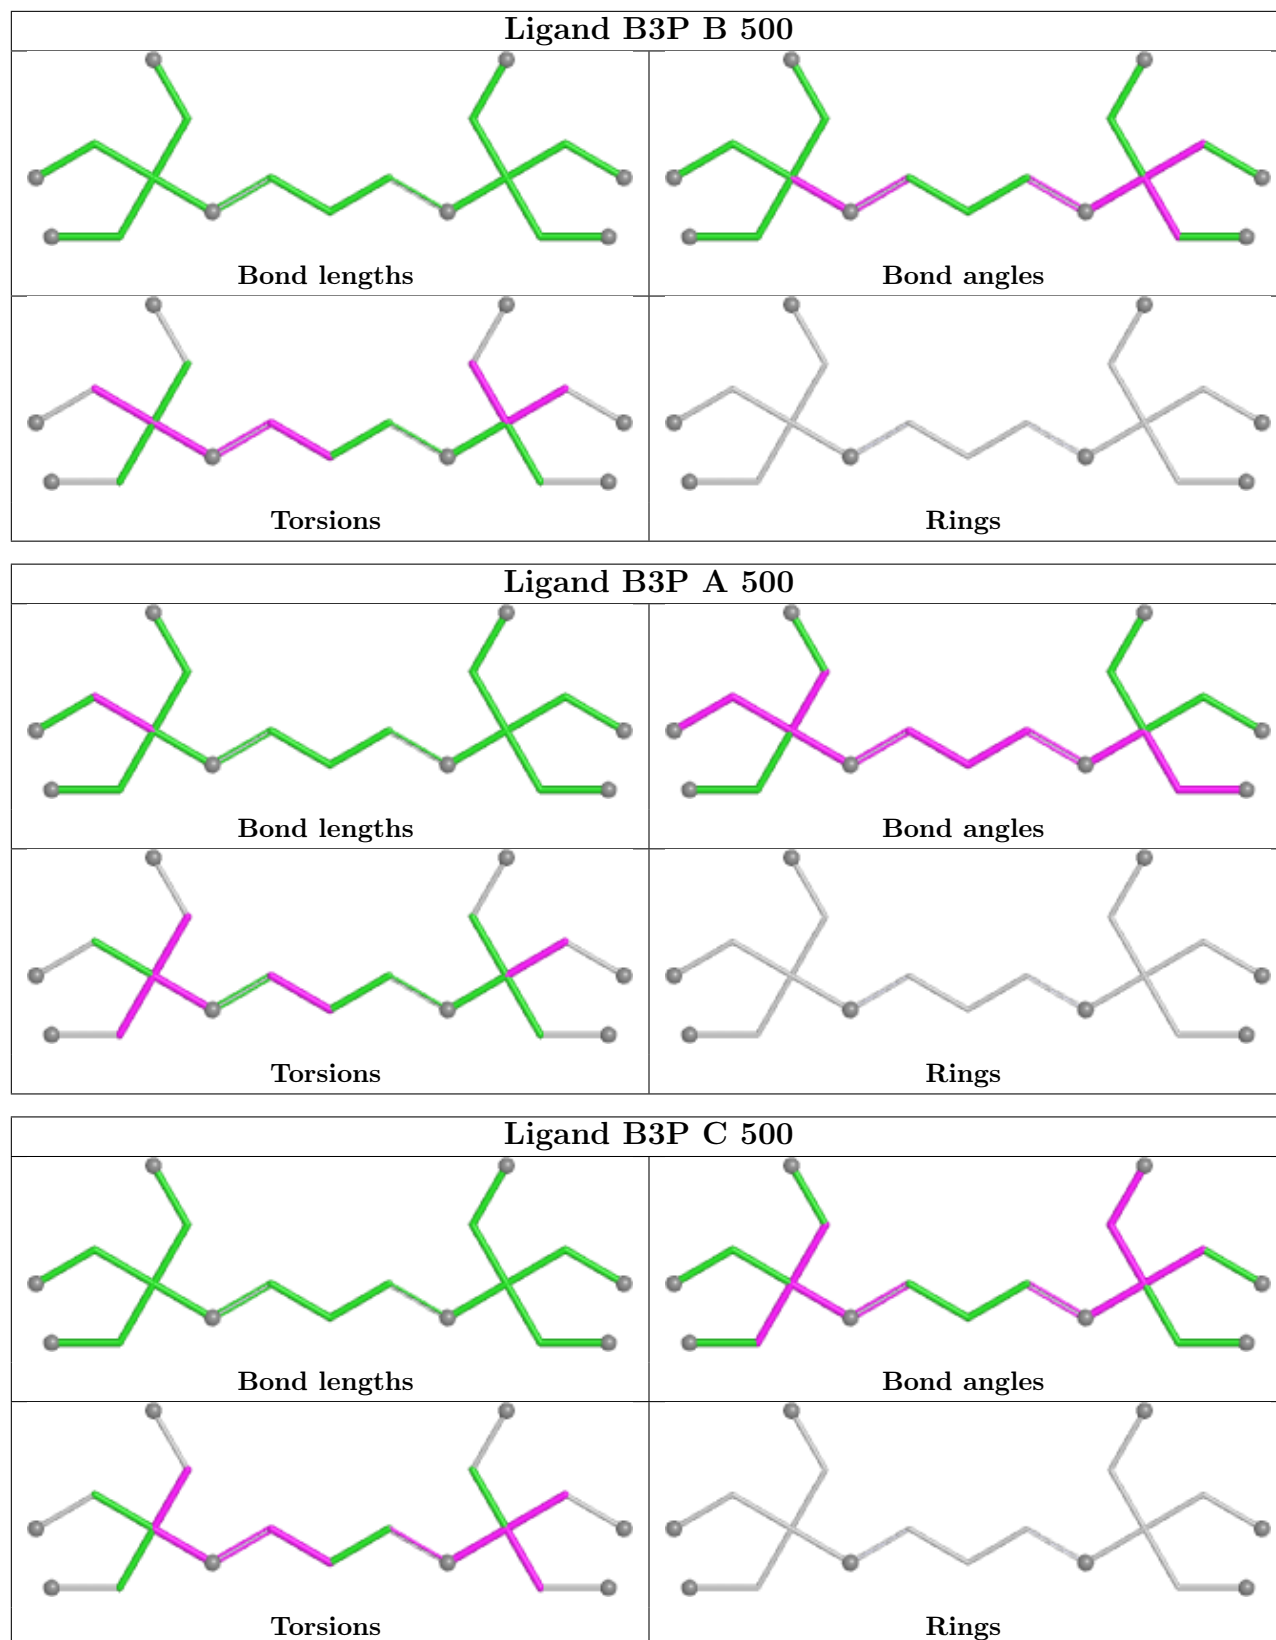 Ligand B3P B 500
Bond lengths
Bond angles
Torsions
Rings
Ligand B3P A 500
Bond lengths
Bond angles
Torsions
Rings
Ligand B3P C 500
Bond lengths
Bond angles
Torsions
Rings